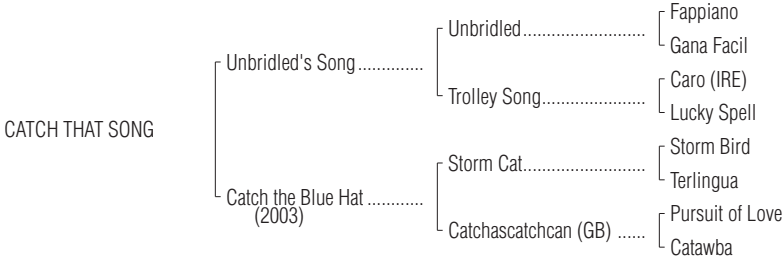 Fappiano
Unbridled..........................
Gana Facil
Unbridled's Song..............
Caro (IRE)
Trolley Song......................
Lucky Spell
CATCH THAT SONG
Storm Bird
Storm Cat..........................
Terlingua
Catch the Blue Hat............
(2003)
Pursuit of Love
Catchascatchcan (GB) ......
Catawba